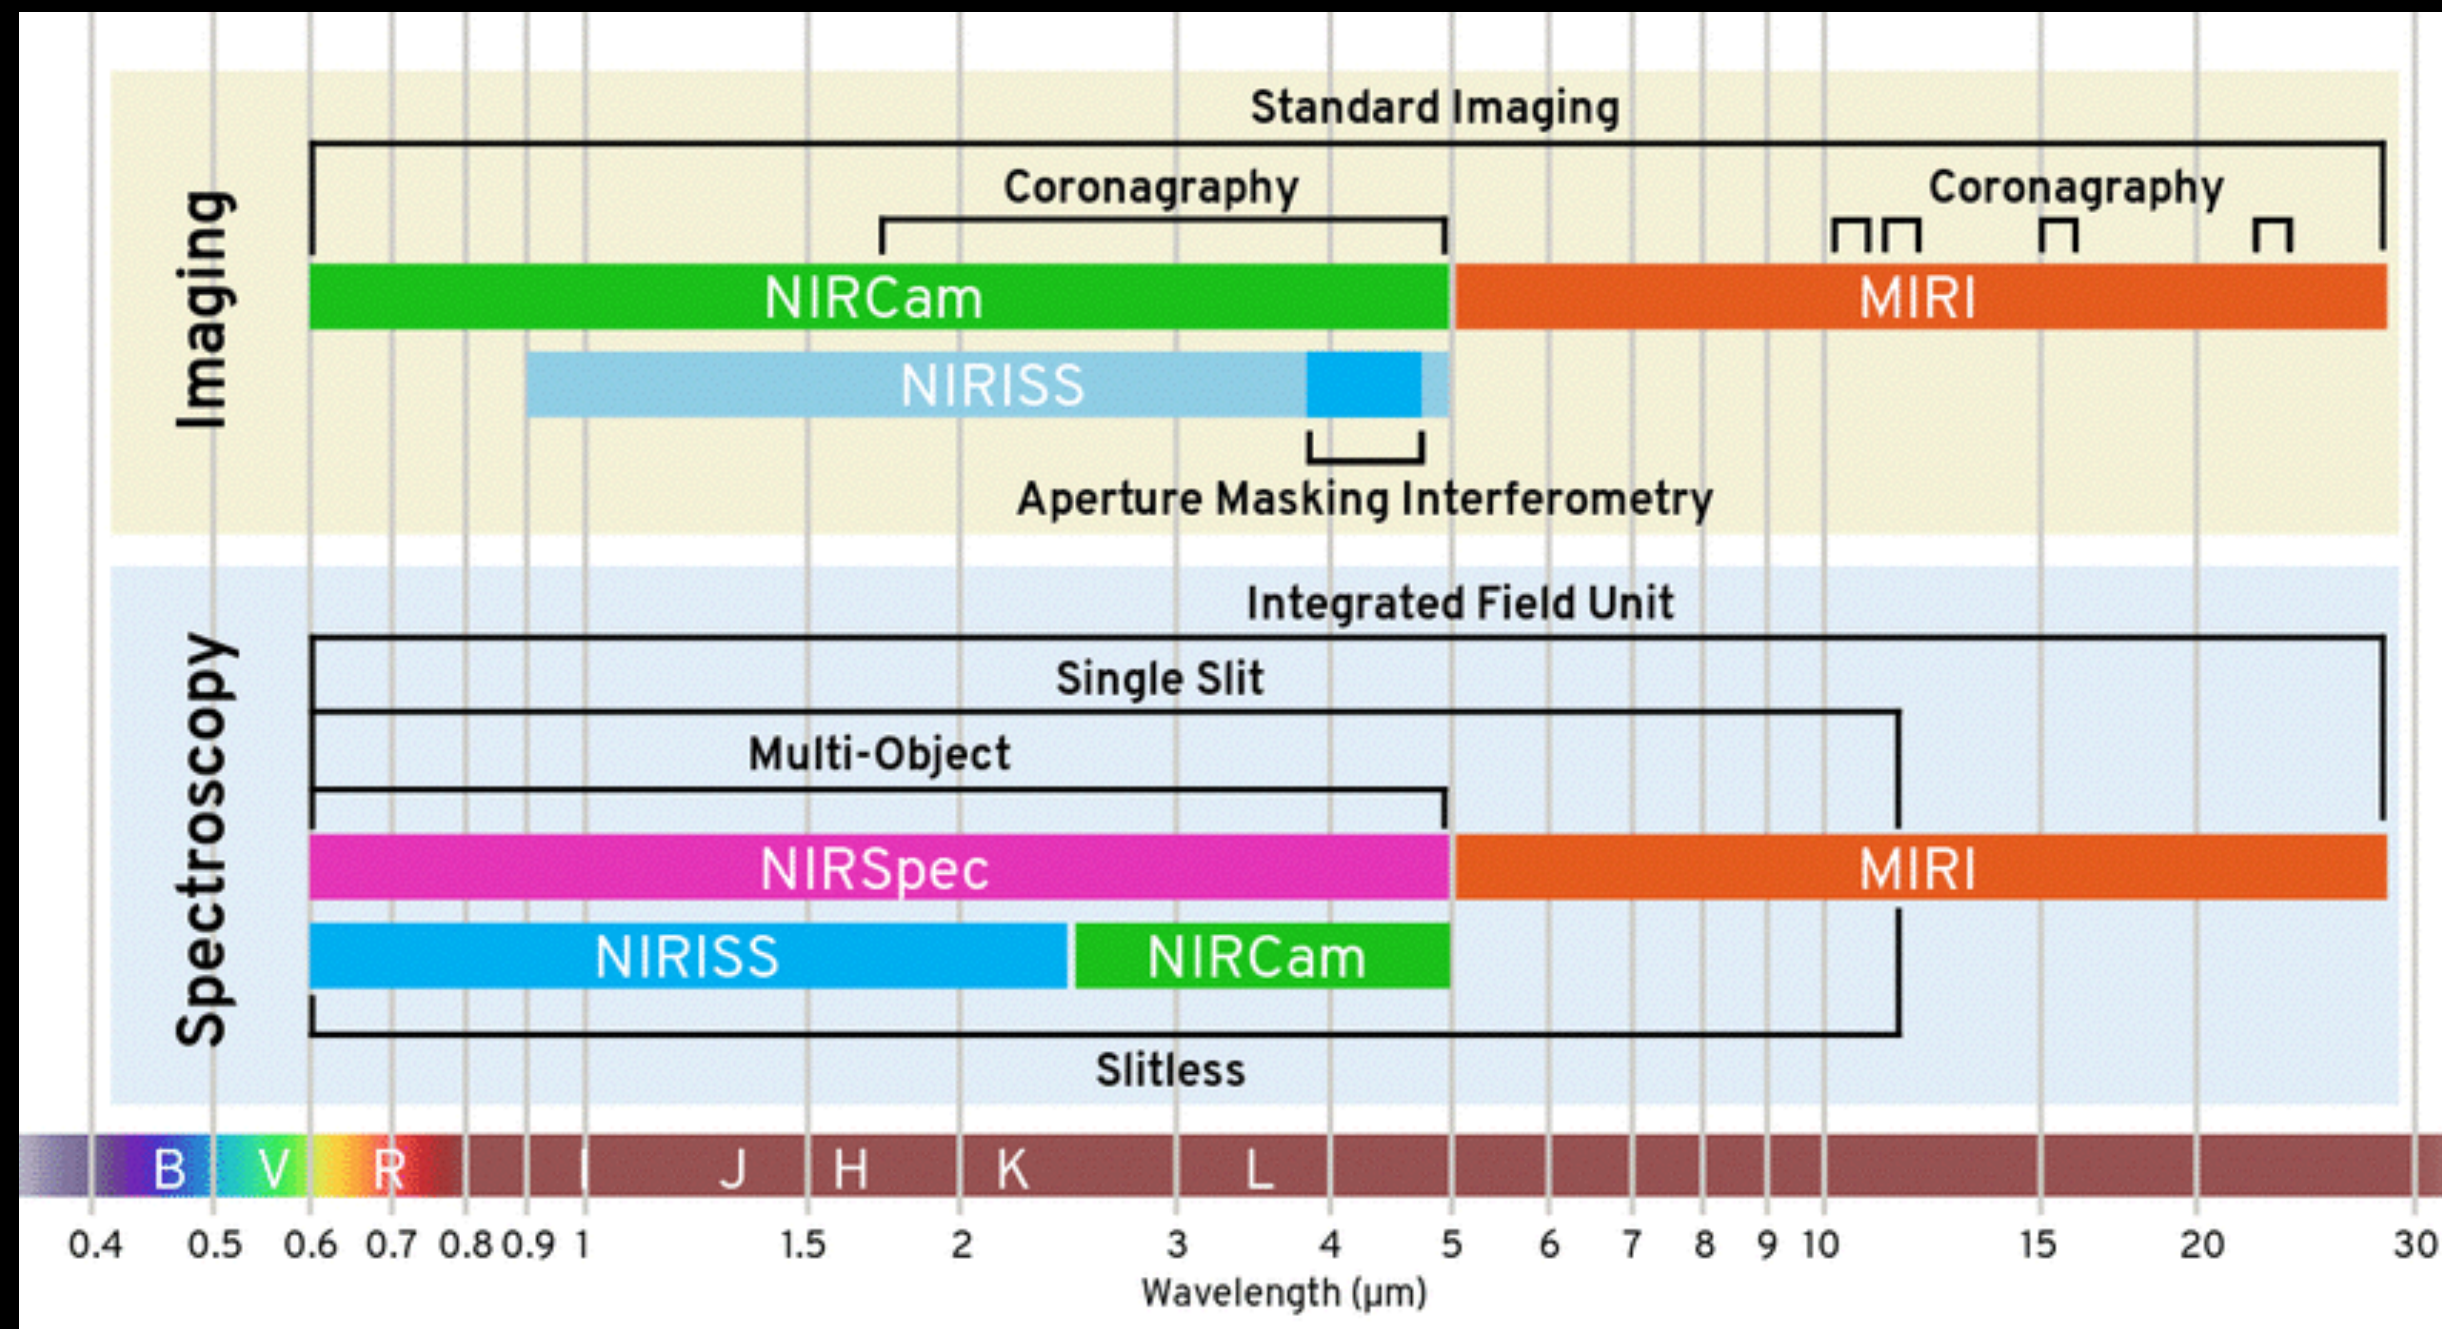 Imaging
Standard Imaging
Coronagraphy Coronagraphy
NIRCam MIRI
NIRISS
Aperture Masking Interferometry
Spectroscopy
Integrated Field Unit
Single Slit
Multi-Object
NIRSpec MIRI
NIRISS NIRCam
Slitless
B V R I J H K L
0.4 0.5 0.6 0.7 0.8 0.9 1 1.5 2 3 4 5 6 7 8 9 10 15 20 30
Wavelength (μm)